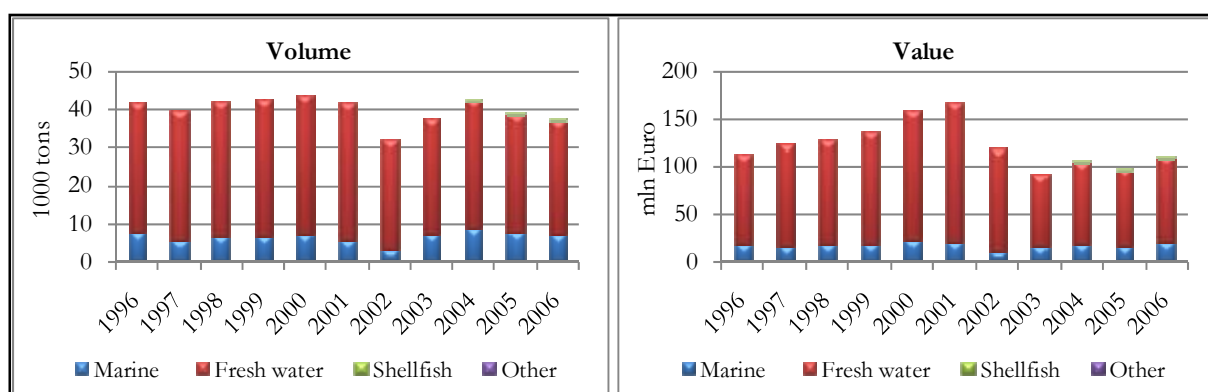 Volume
1000 tons
50
40
30
20
10
0
1996 1997 1998 1999 2000 2001 2002 2003 2004 2005 2006
Marine Fresh water Shellfish Other
Value
mln Euro
200
150
100
50
0
1996 1997 1998 1999 2000 2001 2002 2003 2004 2005 2006
Marine Fresh water Shellfish Other